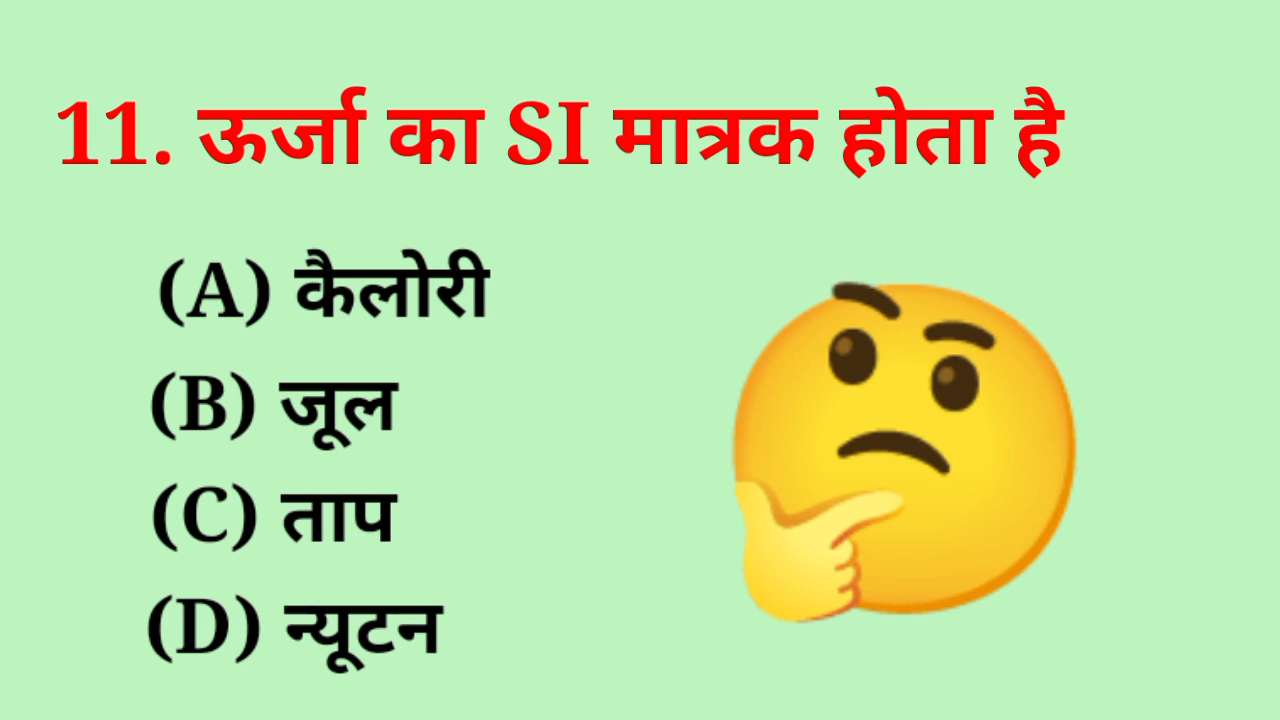 11. ऊर्जा का SI मात्रक होता है
(A) कैलोरी
(B) जूल
(C) ताप
(D) न्यूटन